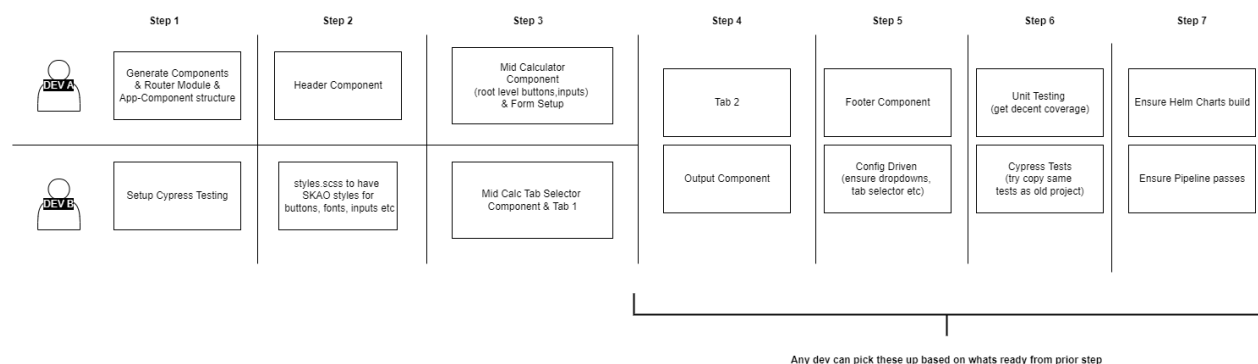 Step 1
Step 2
Step 3
Step 4
Step 5
Step 6
Step 7
DEV A
Generate Components
& Router Module &
App-Component structure
Header Component
Mid Calculator
Component
(root level buttons,inputs)
& Form Setup
Tab 2
Footer Component
Unit Testing
(get decent coverage)
Ensure Helm Charts build
DEV B
Setup Cypress Testing
styles.scss to have
SKAO styles for
buttons, fonts, inputs etc
Mid Calc Tab Selector
Component & Tab 1
Output Component
Config Driven
(ensure dropdowns,
tab selector etc)
Cypress Tests
(try copy same
tests as old project)
Ensure Pipeline passes
Any dev can pick these up based on whats ready from prior step